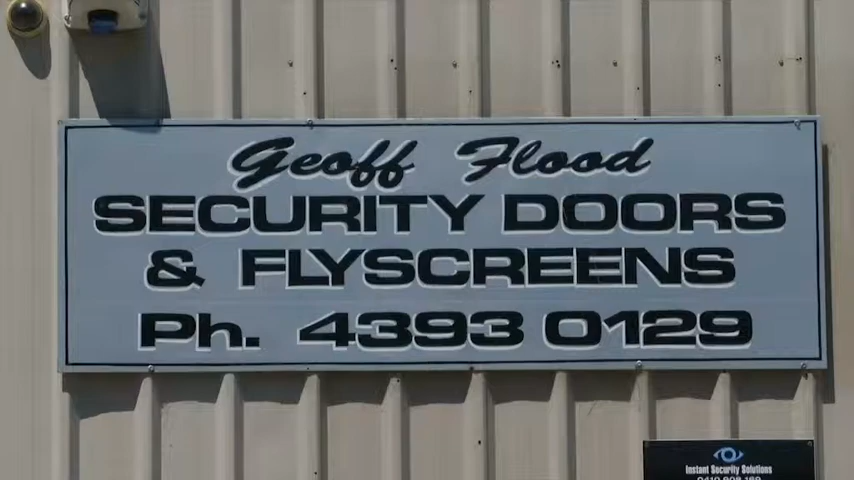 Geoff Flood
SECURITY DOORS
& FLYSCREENS
Ph. 4393 0129
Instant Security Solutions